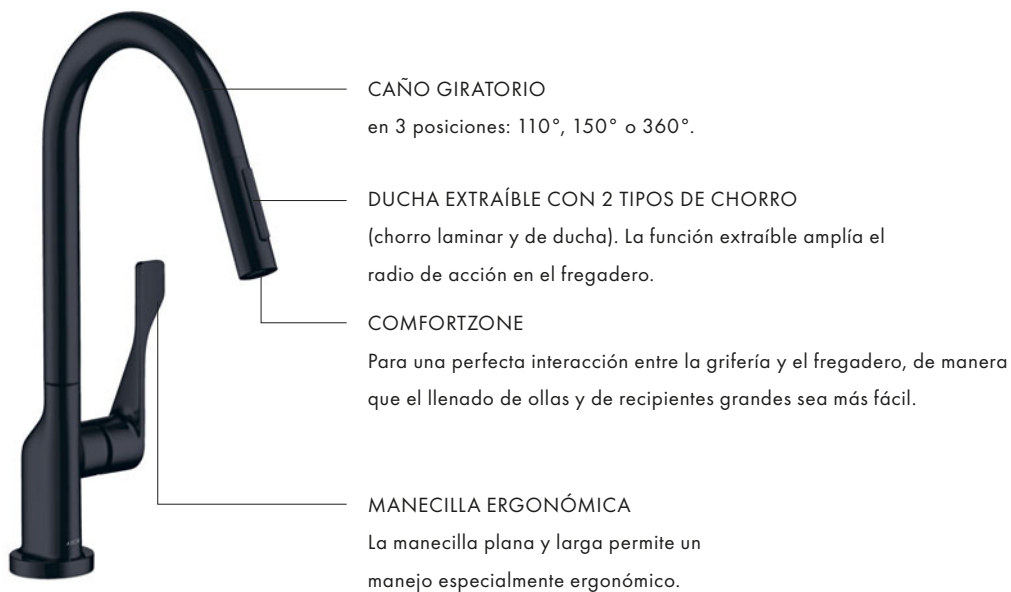 CAÑO GIRATORIO
en 3 posiciones: 110°, 150° o 360°.
DUCHA EXTRAÍBLE CON 2 TIPOS DE CHORRO
(chorro laminar y de ducha). La función extraíble amplía el
radio de acción en el fregadero.
COMFORTZONE
Para una perfecta interacción entre la grifería y el fregadero, de manera
que el llenado de ollas y de recipientes grandes sea más fácil.
MANECILLA ERGONÓMICA
La manecilla plana y larga permite un
manejo especialmente ergonómico.